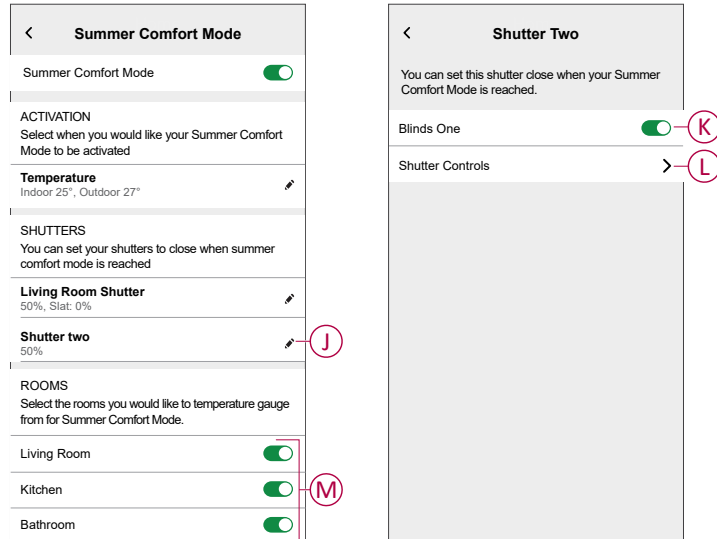 Summer Comfort Mode
Summer Comfort Mode
ACTIVATION
Select when you would like your Summer Comfort
Mode to be activated
Temperature
Indoor 25°, Outdoor 27°
SHUTTERS
You can set your shutters to close when summer
comfort mode is reached
Living Room Shutter
50%, Slat: 0%
Shutter two
50%
J
ROOMS
Select the rooms you would like to temperature gauge
from for Summer Comfort Mode.
Living Room
Kitchen
M
Bathroom
Shutter Two
You can set this shutter close when your Summer
Comfort Mode is reached.
Blinds One
K
Shutter Controls
L